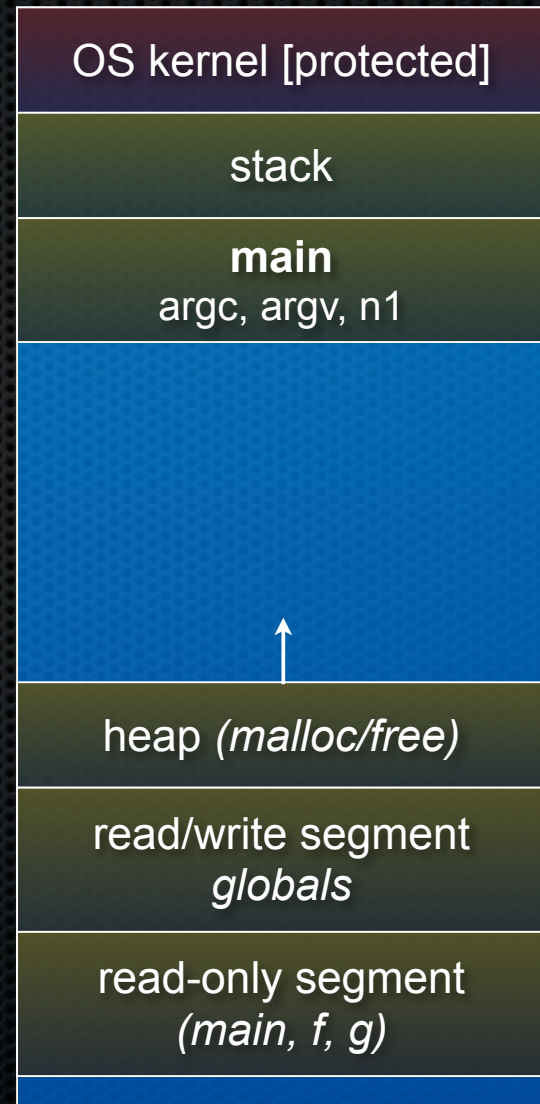 OS kernel [protected]
stack
main
argc, argv, n1
heap (malloc/free)
read/write segment
globals
read-only segment
(main, f, g)